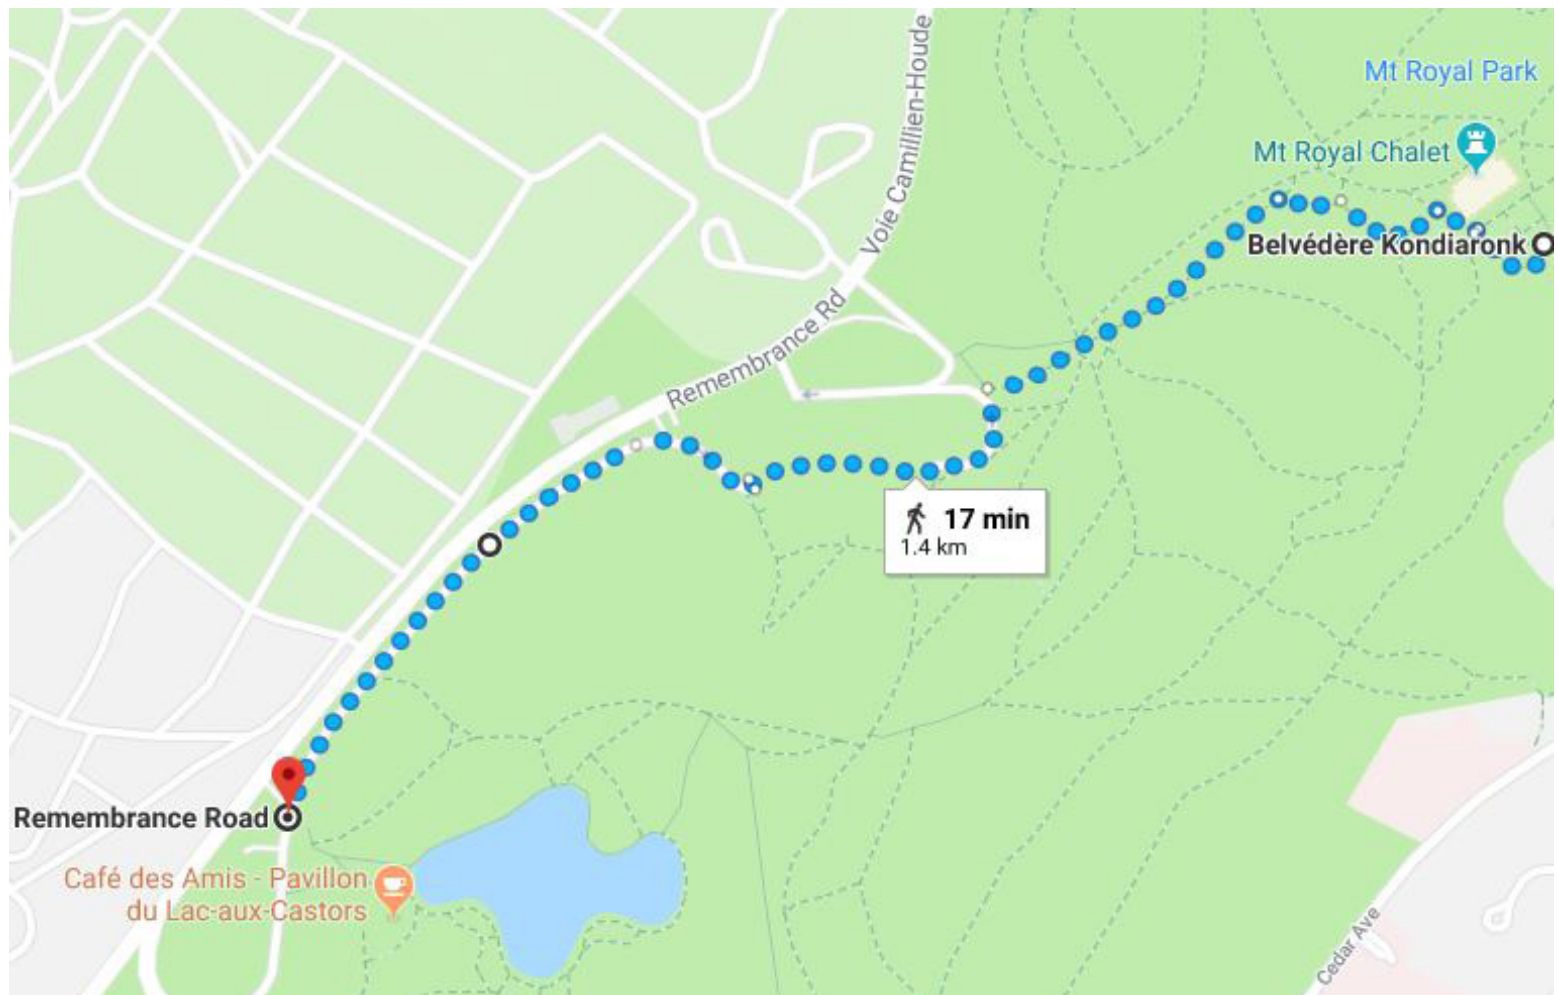 Voie Camillien-Houde
Mt Royal Park
Mt Royal Chalet
Belvédère Kondiaronk
Remembrance Rd
17 min
1.4 km
Remembrance Road
Café des Amis - Pavillon
du Lac-aux-Castors
Cedar Ave